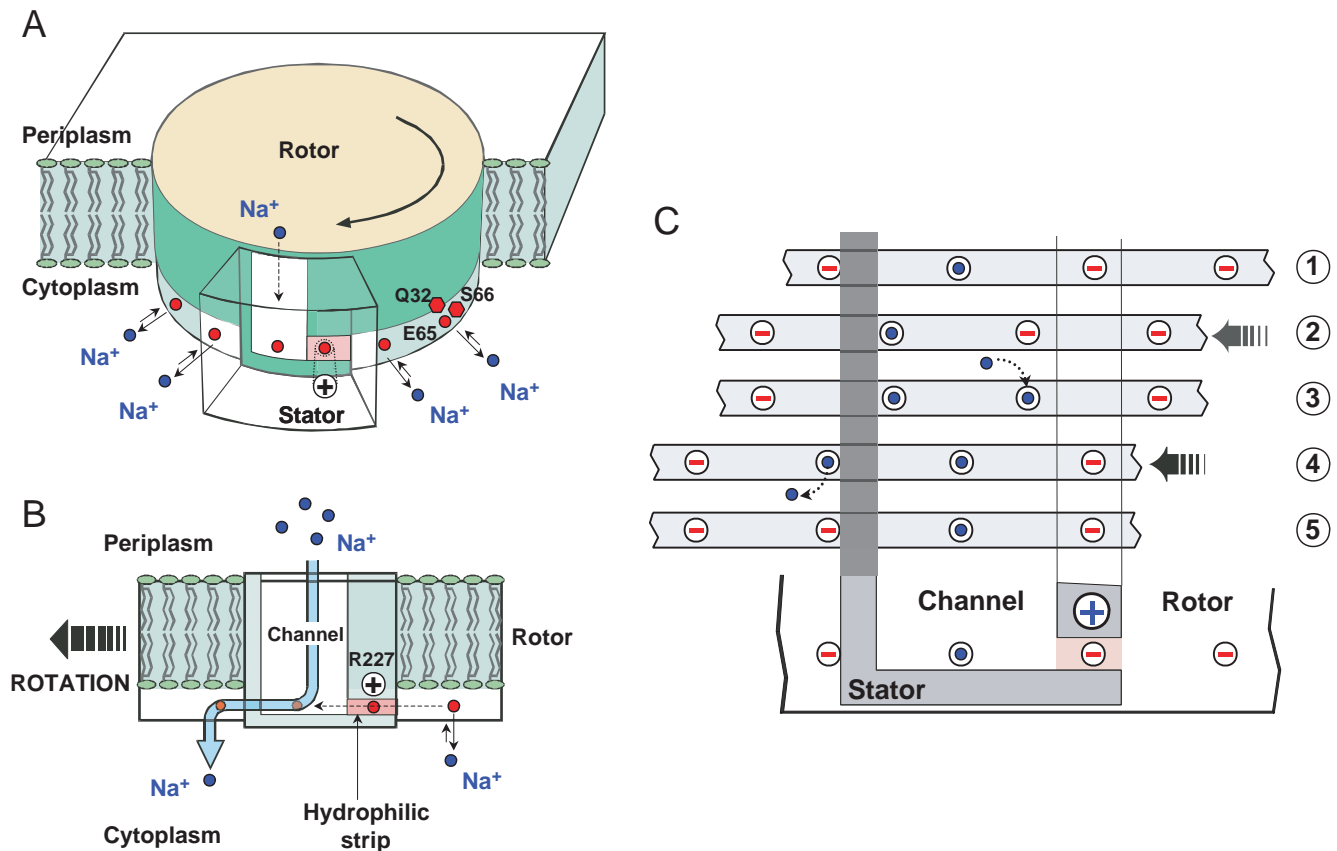 A
Periplasm
Rotor
Na⁺
Cytoplasm
Q32
S66
E65
Na⁺
Na⁺
Na⁺
Na⁺
+
Stator
B
Periplasm
Na⁺
Channel
R227
+
Rotor
ROTATION
Na⁺
Na⁺
Hydrophilic
strip
Cytoplasm
C
1
2
3
4
5
Channel
+
Rotor
Stator